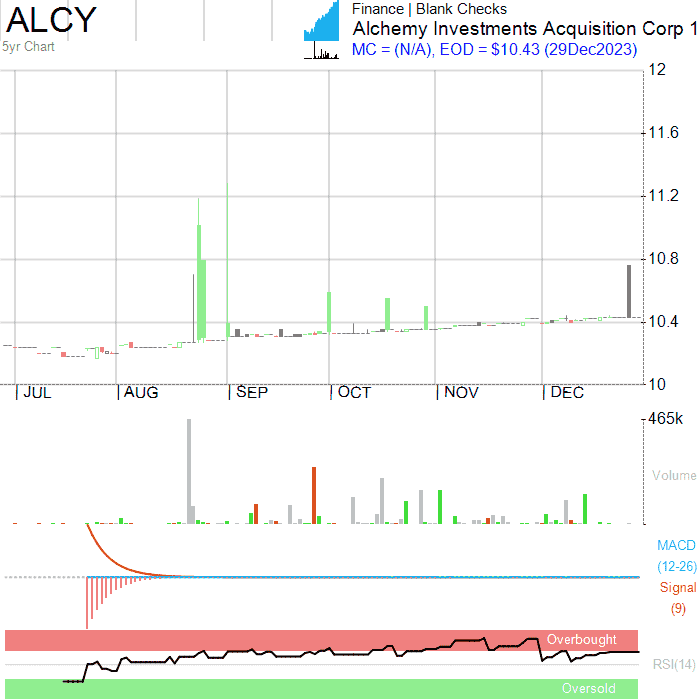 ALCY
5yr Chart
Finance | Blank Checks
Alchemy Investments Acquisition Corp 1
MC = (N/A), EOD = $10.43 (29Dec2023)
12
11.6
11.2
10.8
10.4
10
JUL AUG SEP OCT NOV DEC
465k
Volume
MACD
(12-26)
Signal
(9)
Overbought
RSI(14)
Oversold